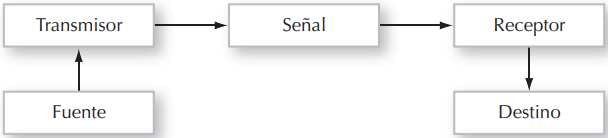 Transmisor
Señal
Receptor
Fuente
Destino